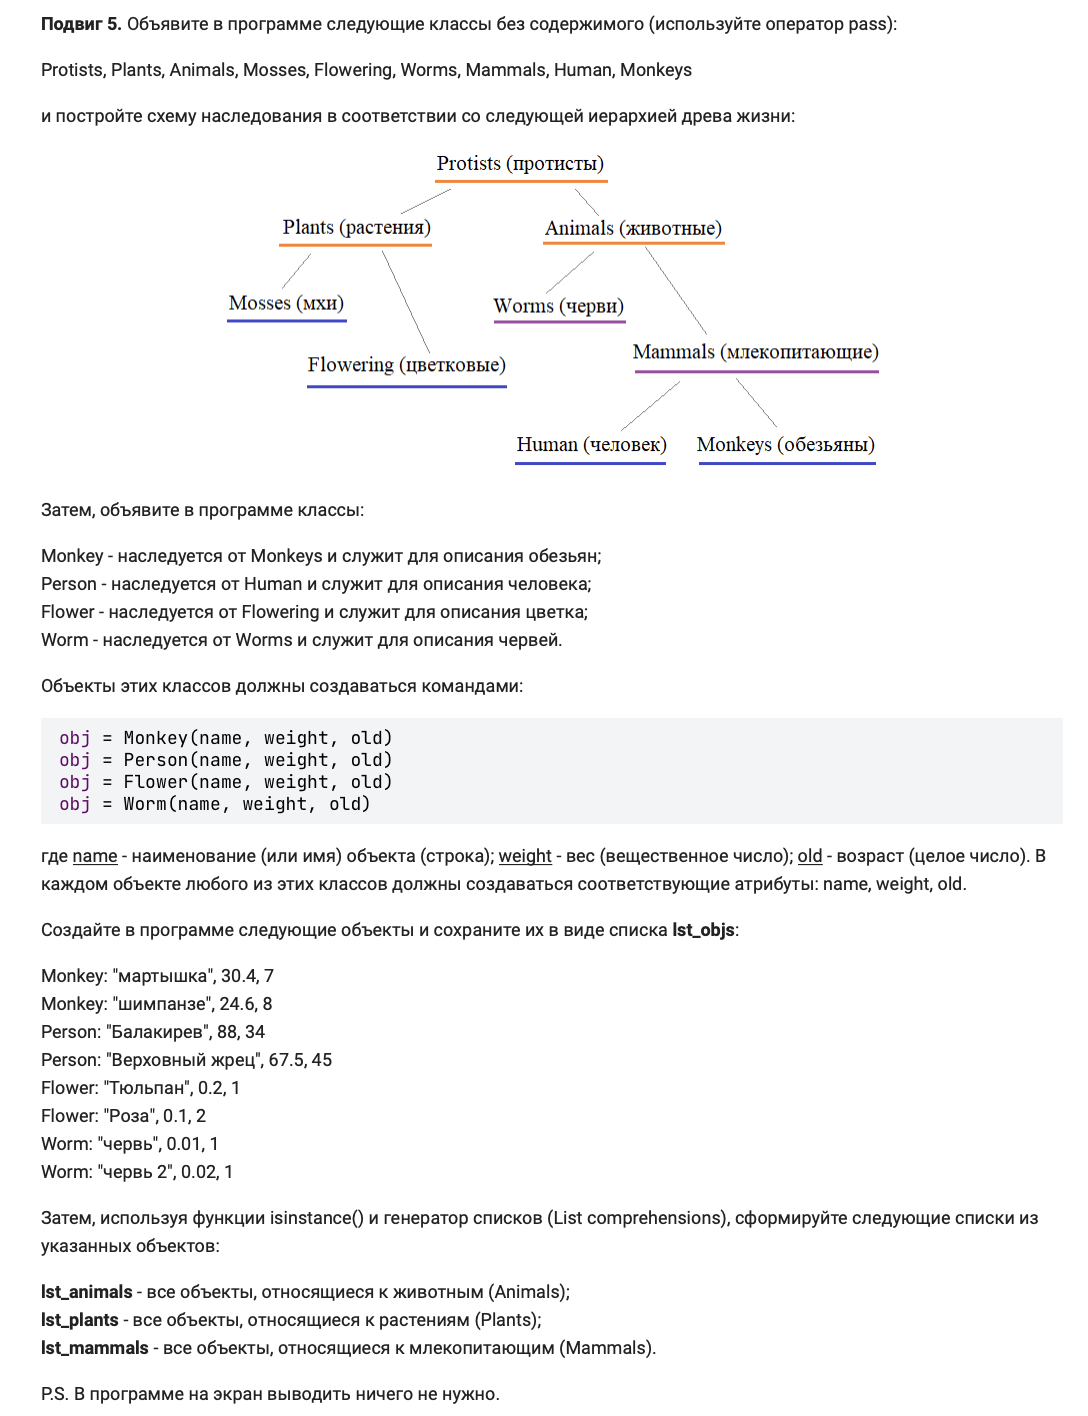 Подвиг 5. Объявите в программе следующие классы без содержимого (используйте оператор pass):
Protists, Plants, Animals, Mosses, Flowering, Worms, Mammals, Human, Monkeys
и постройте схему наследования в соответствии со следующей иерархией древа жизни:
Protists (протисты)
Plants (растения)
Animals (животные)
Mosses (мхи)
Worms (черви)
Flowering (цветковые)
Mammals (млекопитающие)
Human (человек)
Monkeys (обезьяны)
Затем, объявите в программе классы:
Monkey - наследуется от Monkeys и служит для описания обезьян;
Person - наследуется от Human и служит для описания человека;
Flower - наследуется от Flowering и служит для описания цветка;
Worm - наследуется от Worms и служит для описания червей.
Объекты этих классов должны создаваться командами:
obj = Monkey(name, weight, old)
obj = Person(name, weight, old)
obj = Flower(name, weight, old)
obj = Worm(name, weight, old)
где name - наименование (или имя) объекта (строка); weight - вес (вещественное число); old - возраст (целое число). В
каждом объекте любого из этих классов должны создаваться соответствующие атрибуты: name, weight, old.
Создайте в программе следующие объекты и сохраните их в виде списка lst_objs:
Monkey: "мартышка", 30.4, 7
Monkey: "шимпанзе", 24.6, 8
Person: "Балакирев", 88, 34
Person: "Верховный жрец", 67.5, 45
Flower: "Тюльпан", 0.2, 1
Flower: "Роза", 0.1, 2
Worm: "червь", 0.01, 1
Worm: "червь 2", 0.02, 1
Затем, используя функции isinstance() и генератор списков (List comprehensions), сформируйте следующие списки из
указанных объектов:
lst_animals - все объекты, относящиеся к животным (Animals);
lst_plants - все объекты, относящиеся к растениям (Plants);
lst_mammals - все объекты, относящиеся к млекопитающим (Mammals).
P.S. В программе на экран выводить ничего не нужно.